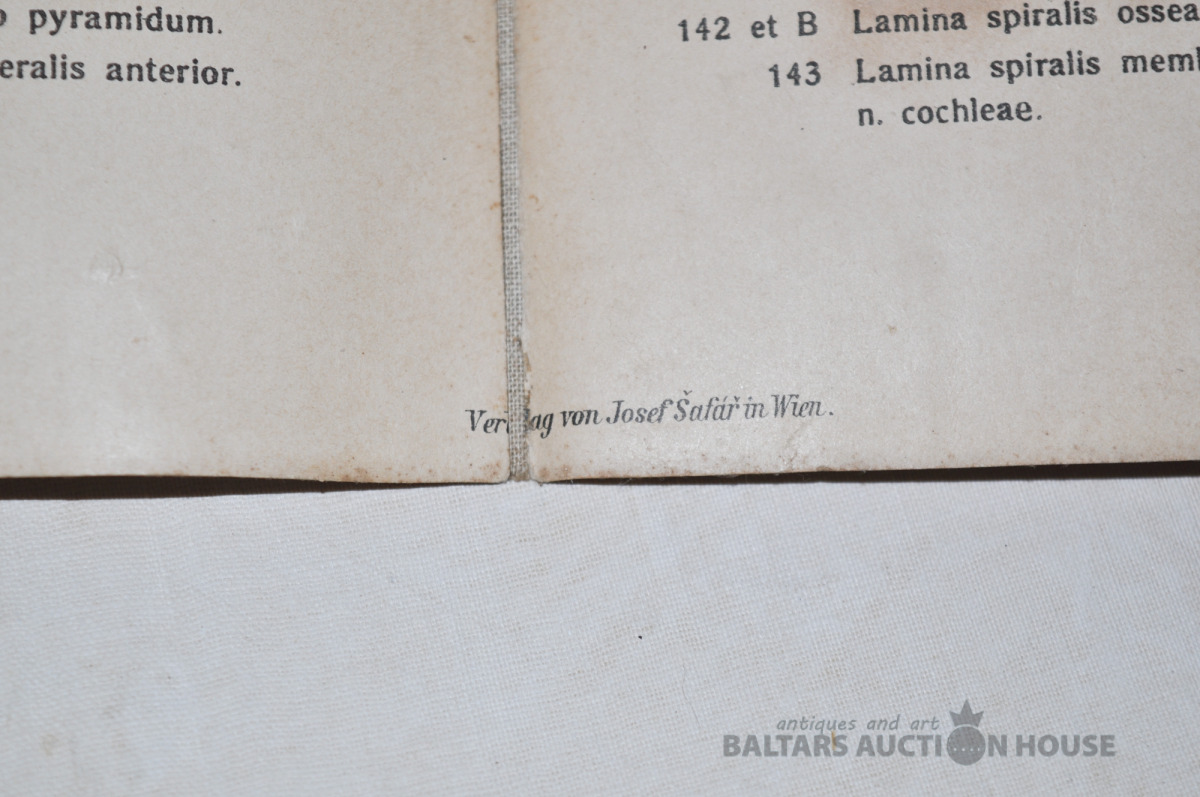 pyramidum.
eralis anterior.
142 et B Lamina spiralis ossea
143 Lamina spiralis memb
n. cochleae.
Verlag von Josef Šafář in Wien.
antiques and art
BALTARS AUCTION HOUSE